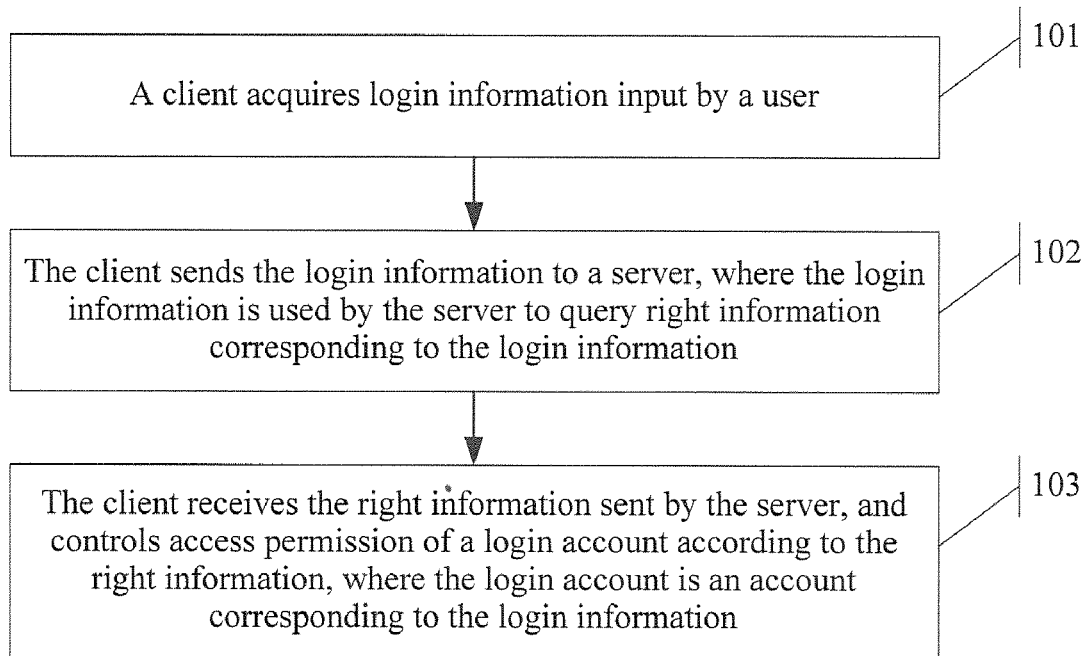 101
A client acquires login information input by a user
102
The client sends the login information to a server, where the login
information is used by the server to query right information
corresponding to the login information
103
The client receives the right information sent by the server, and
controls access permission of a login account according to the
right information, where the login account is an account
corresponding to the login information